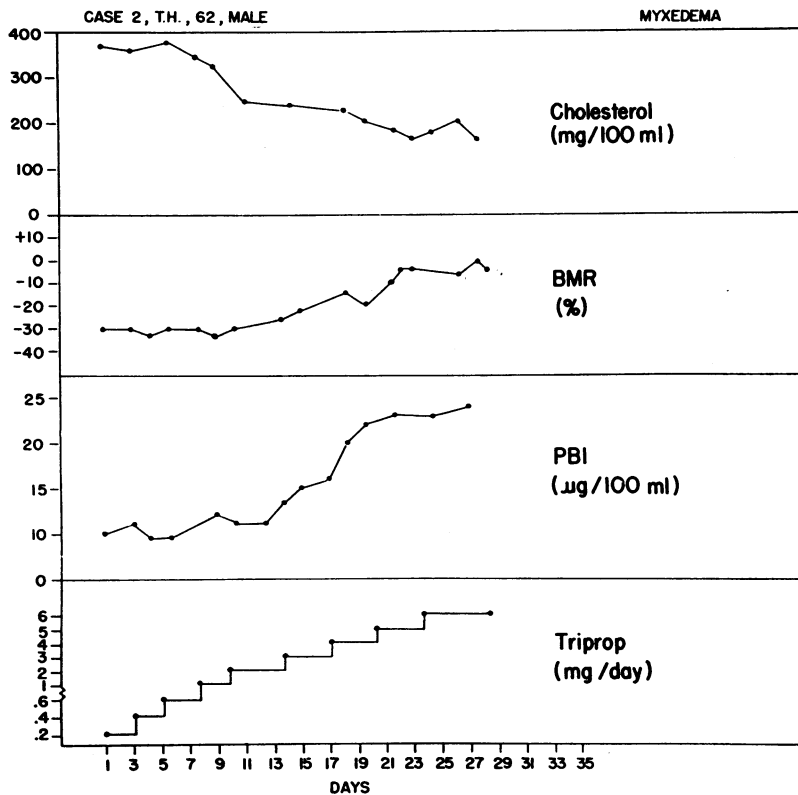 CASE 2, T.H., 62, MALE
MYXEDEMA
400
300
200
100
0
Cholesterol
(mg/100 ml)
+10
0
-10
-20
-30
-40
BMR
(%)
25
20
15
10
0
PBI
(µg/100 ml)
6
5
4
3
2
1
.6
.4
.2
Triprop
(mg/day)
1 3 5 7 9 11 13 15 17 19 21 23 25 27 29 31 33 35
DAYS